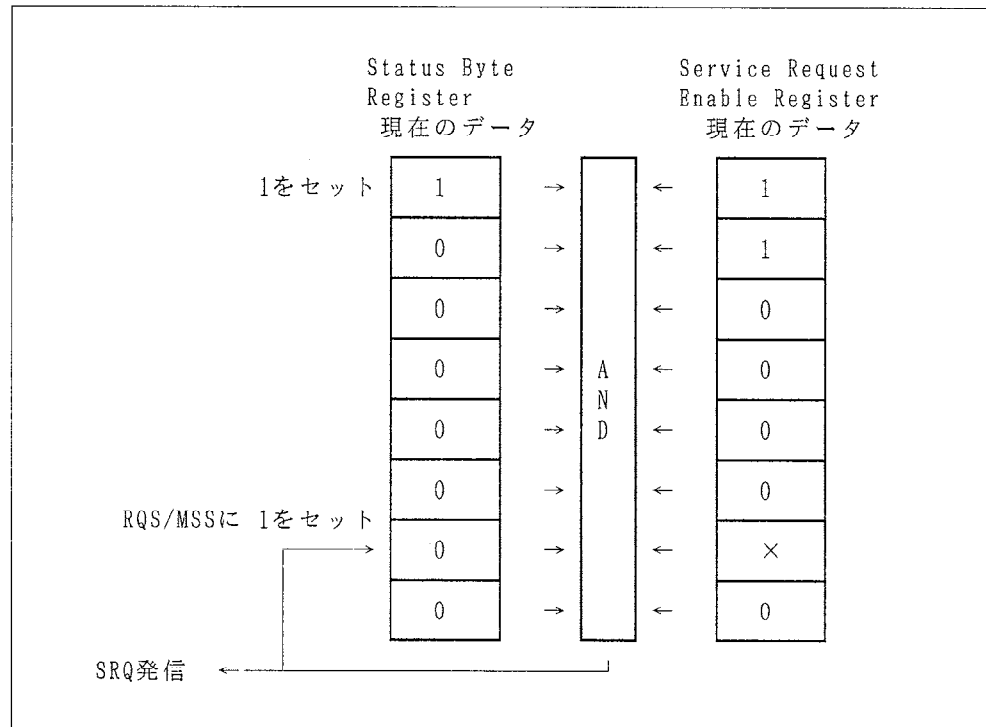 Status Byte
Register
現在のデータ
Service Request
Enable Register
現在のデータ
1をセット
1 → ← 1
0 → ← 1
0 → ← 0
0 → ← 0
0 → ← 0
0 → ← 0
RQS/MSSに 1をセット
0 → ← ×
0 → ← 0
AND
SRQ発信